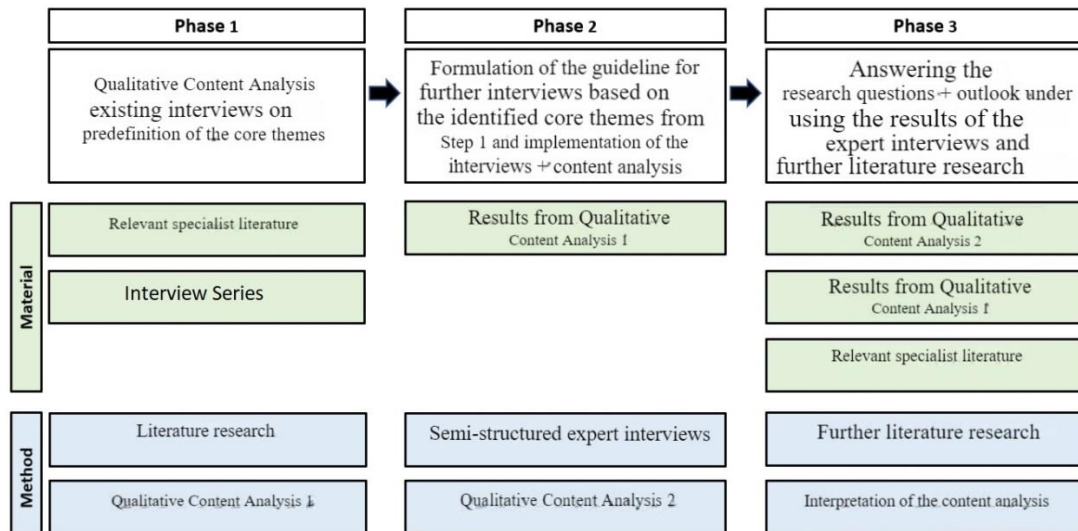 Phase 1
Phase 2
Phase 3
Qualitative Content Analysis
existing interviews on
predefinition of the core themes
Formulation of the guideline for
further interviews based on
the identified core themes from
Step 1 and implementation of the
interviews + content analysis
Answering the
research questions + outlook under
using the results of the
expert interviews and
further literature research
Material
Relevant specialist literature
Interview Series
Results from Qualitative
Content Analysis 1
Results from Qualitative
Content Analysis 2
Results from Qualitative
Content Analysis 1
Relevant specialist literature
Method
Literature research
Semi-structured expert interviews
Further literature research
Qualitative Content Analysis 1
Qualitative Content Analysis 2
Interpretation of the content analysis